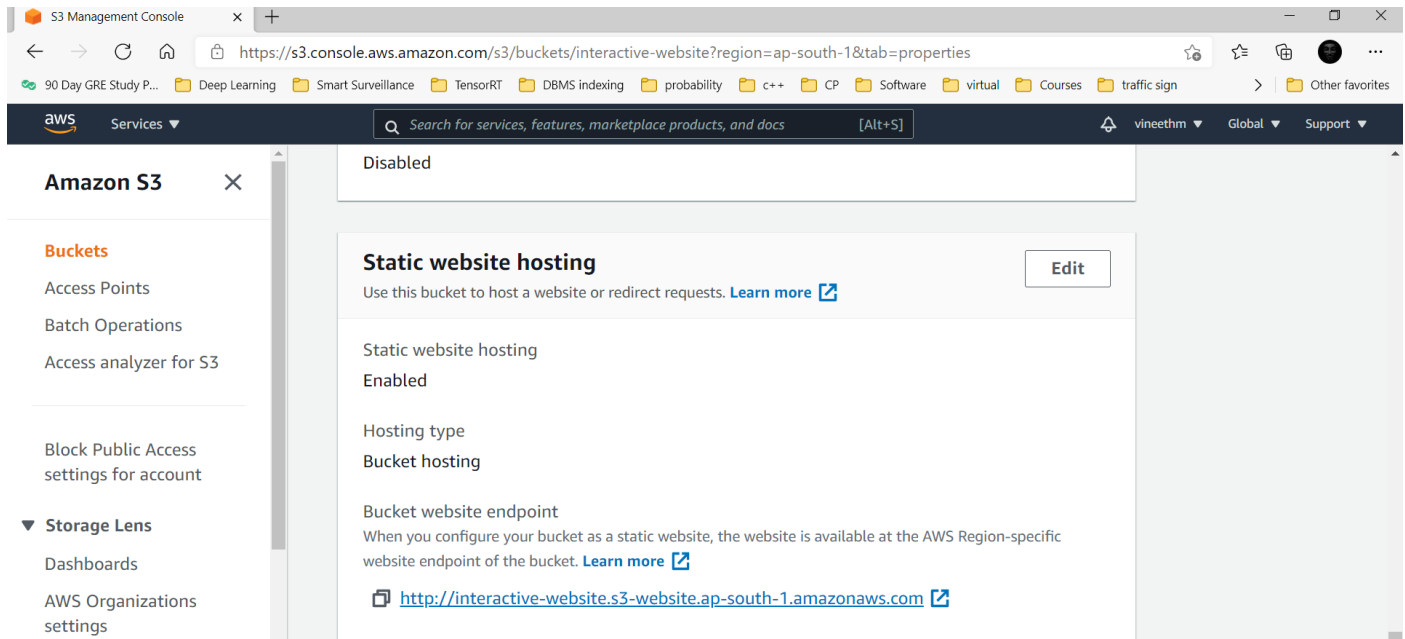 S3 Management Console
https://s3.console.aws.amazon.com/s3/buckets/interactive-website?region=ap-south-1&tab=properties
90 Day GRE Study P... Deep Learning Smart Surveillance TensorRT DBMS indexing probability c++ CP Software virtual Courses traffic sign Other favorites
aws Services Search for services, features, marketplace products, and docs [Alt+S] vineethm Global Support
Amazon S3
Buckets
Access Points
Batch Operations
Access analyzer for S3
Block Public Access
settings for account
Storage Lens
Dashboards
AWS Organizations
settings
Disabled
Static website hosting
Edit
Use this bucket to host a website or redirect requests. Learn more
Static website hosting
Enabled
Hosting type
Bucket hosting
Bucket website endpoint
When you configure your bucket as a static website, the website is available at the AWS Region-specific
website endpoint of the bucket. Learn more
http://interactive-website.s3-website.ap-south-1.amazonaws.com